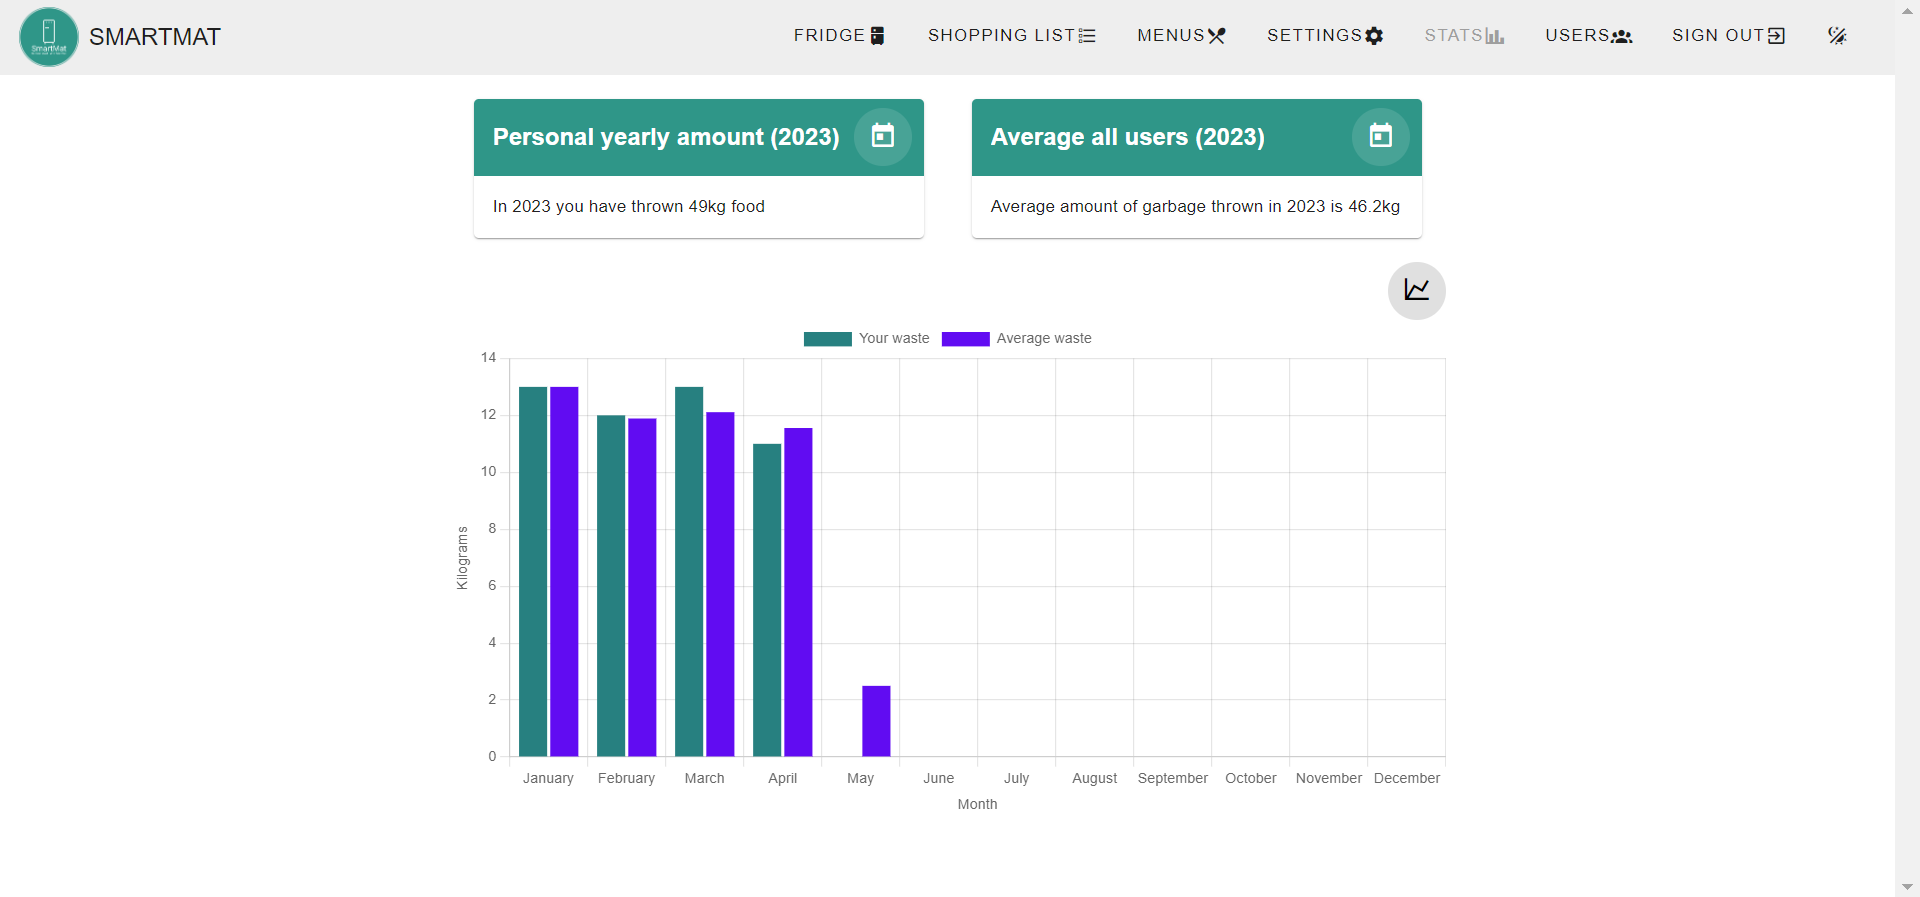 SmartMat
SMARTMAT
FRIDGE
SHOPPING LIST
MENUS
SETTINGS
STATS
USERS
SIGN OUT
Personal yearly amount (2023)
In 2023 you have thrown 49kg food
Average all users (2023)
Average amount of garbage thrown in 2023 is 46.2kg
Your waste
Average waste
14
12
10
8
6
4
2
0
Kilograms
January February March April May June July August September October November December
Month